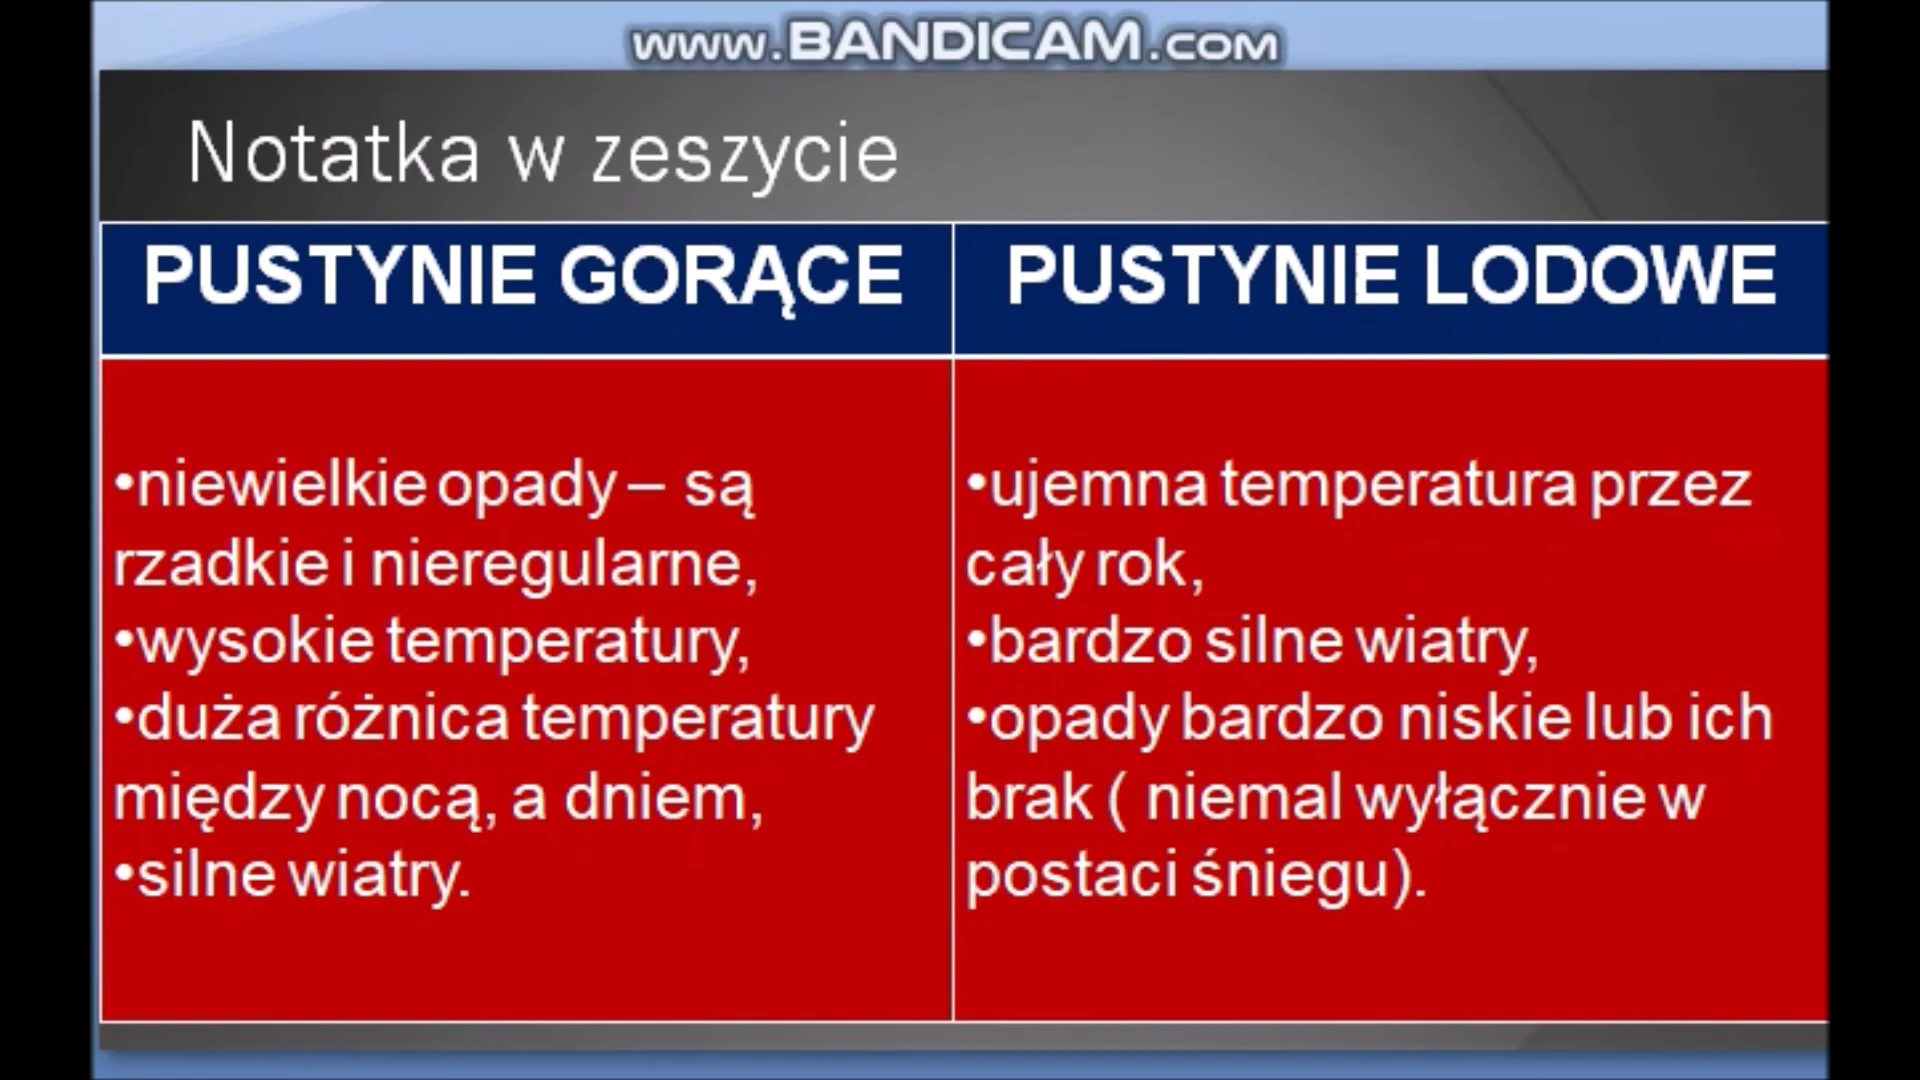 www.BANDICAM.com
Notatka w zeszycie
PUSTYNIE GORĄCE
•niewielkie opady – są
rzadkie i nieregularne,
•wysokie temperatury,
•duża różnica temperatury
między nocą, a dniem,
•silne wiatry.
PUSTYNIE LODOWE
•ujemna temperatura przez
cały rok,
•bardzo silne wiatry,
•opady bardzo niskie lub ich
brak ( niemal wyłącznie w
postaci śniegu).